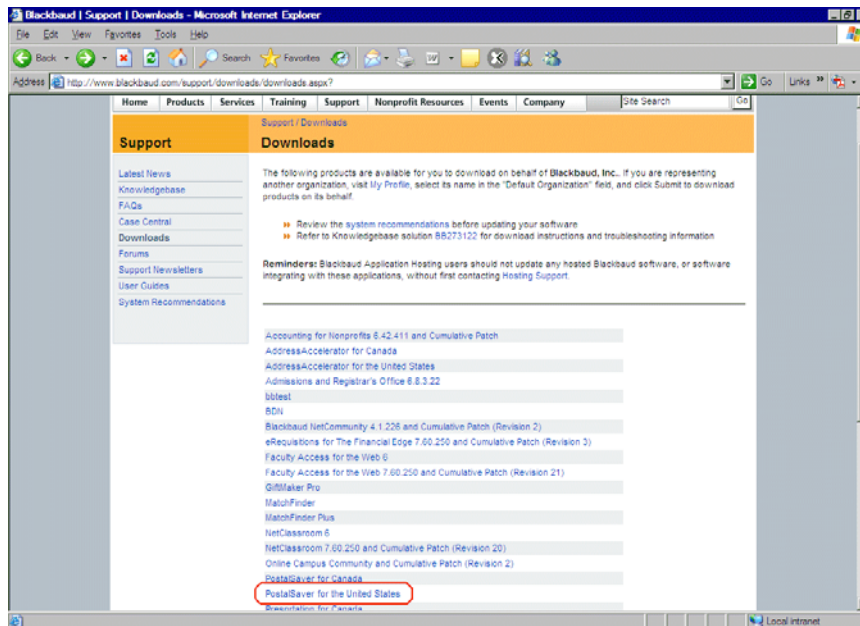 Blackbaud | Support | Downloads - Microsoft Internet Explorer
File Edit View Favorites Tools Help
Back Search Favorites
Address http://www.blackbaud.com/support/downloads/downloads.aspx? Go Links »
Home Products Services Training Support Nonprofit Resources Events Company Site Search Go
Support / Downloads
Support
Downloads
Latest News
Knowledgebase
FAQs
Case Central
Downloads
Forums
Support Newsletters
User Guides
System Recommendations
The following products are available for you to download on behalf of Blackbaud, Inc.. If you are representing
another organization, visit My Profile, select its name in the "Default Organization" field, and click Submit to download
products on its behalf.
Review the system recommendations before updating your software
Refer to Knowledgebase solution BB273122 for download instructions and troubleshooting information
Reminders: Blackbaud Application Hosting users should not update any hosted Blackbaud software, or software
integrating with these applications, without first contacting Hosting Support.
Accounting for Nonprofits 6.42.411 and Cumulative Patch
AddressAccelerator for Canada
AddressAccelerator for the United States
Admissions and Registrar's Office 6.8.3.22
bbtest
BDN
Blackbaud NetCommunity 4.1.226 and Cumulative Patch (Revision 2)
eRequisitions for The Financial Edge 7.60.250 and Cumulative Patch (Revision 3)
Faculty Access for the Web 6
Faculty Access for the Web 7.60.250 and Cumulative Patch (Revision 21)
GiftMaker Pro
MatchFinder
MatchFinder Plus
NetClassroom 6
NetClassroom 7.60.250 and Cumulative Patch (Revision 20)
Online Campus Community and Cumulative Patch (Revision 2)
PostalSaver for Canada
PostalSaver for the United States
for Canada
Local intranet